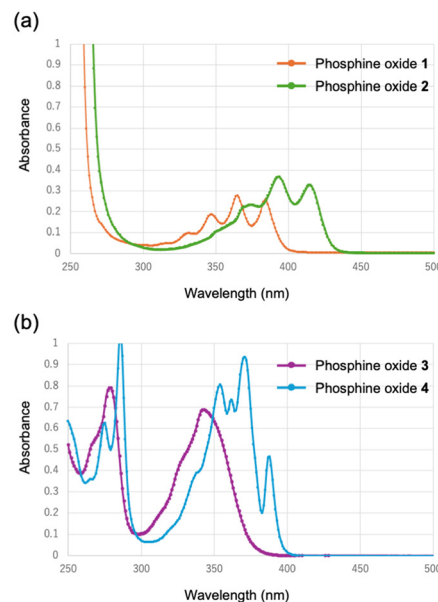 (a)
1
0.9
0.8
0.7
0.6
0.5
0.4
0.3
0.2
0.1
0
Absorbance
Phosphine oxide 1
Phosphine oxide 2
250 300 350 400 450 500
Wavelength (nm)
(b)
1
0.9
0.8
0.7
0.6
0.5
0.4
0.3
0.2
0.1
0
Absorbance
Phosphine oxide 3
Phosphine oxide 4
250 300 350 400 450 500
Wavelength (nm)